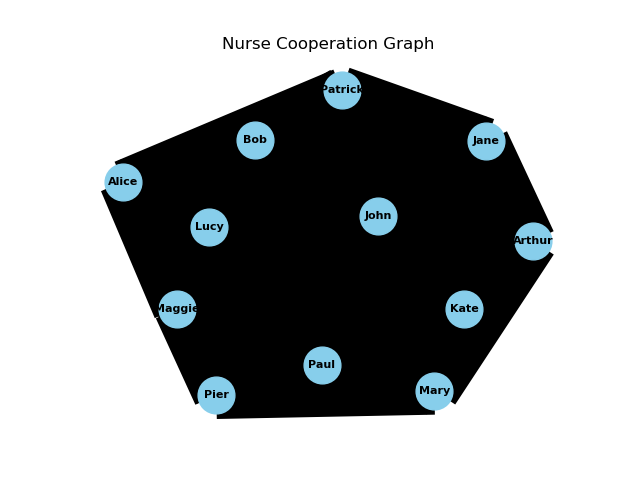 Nurse Cooperation Graph
Patrick
Bob
Jane
Alice
John
Lucy
Arthur
Maggie
Kate
Paul
Mary
Pier